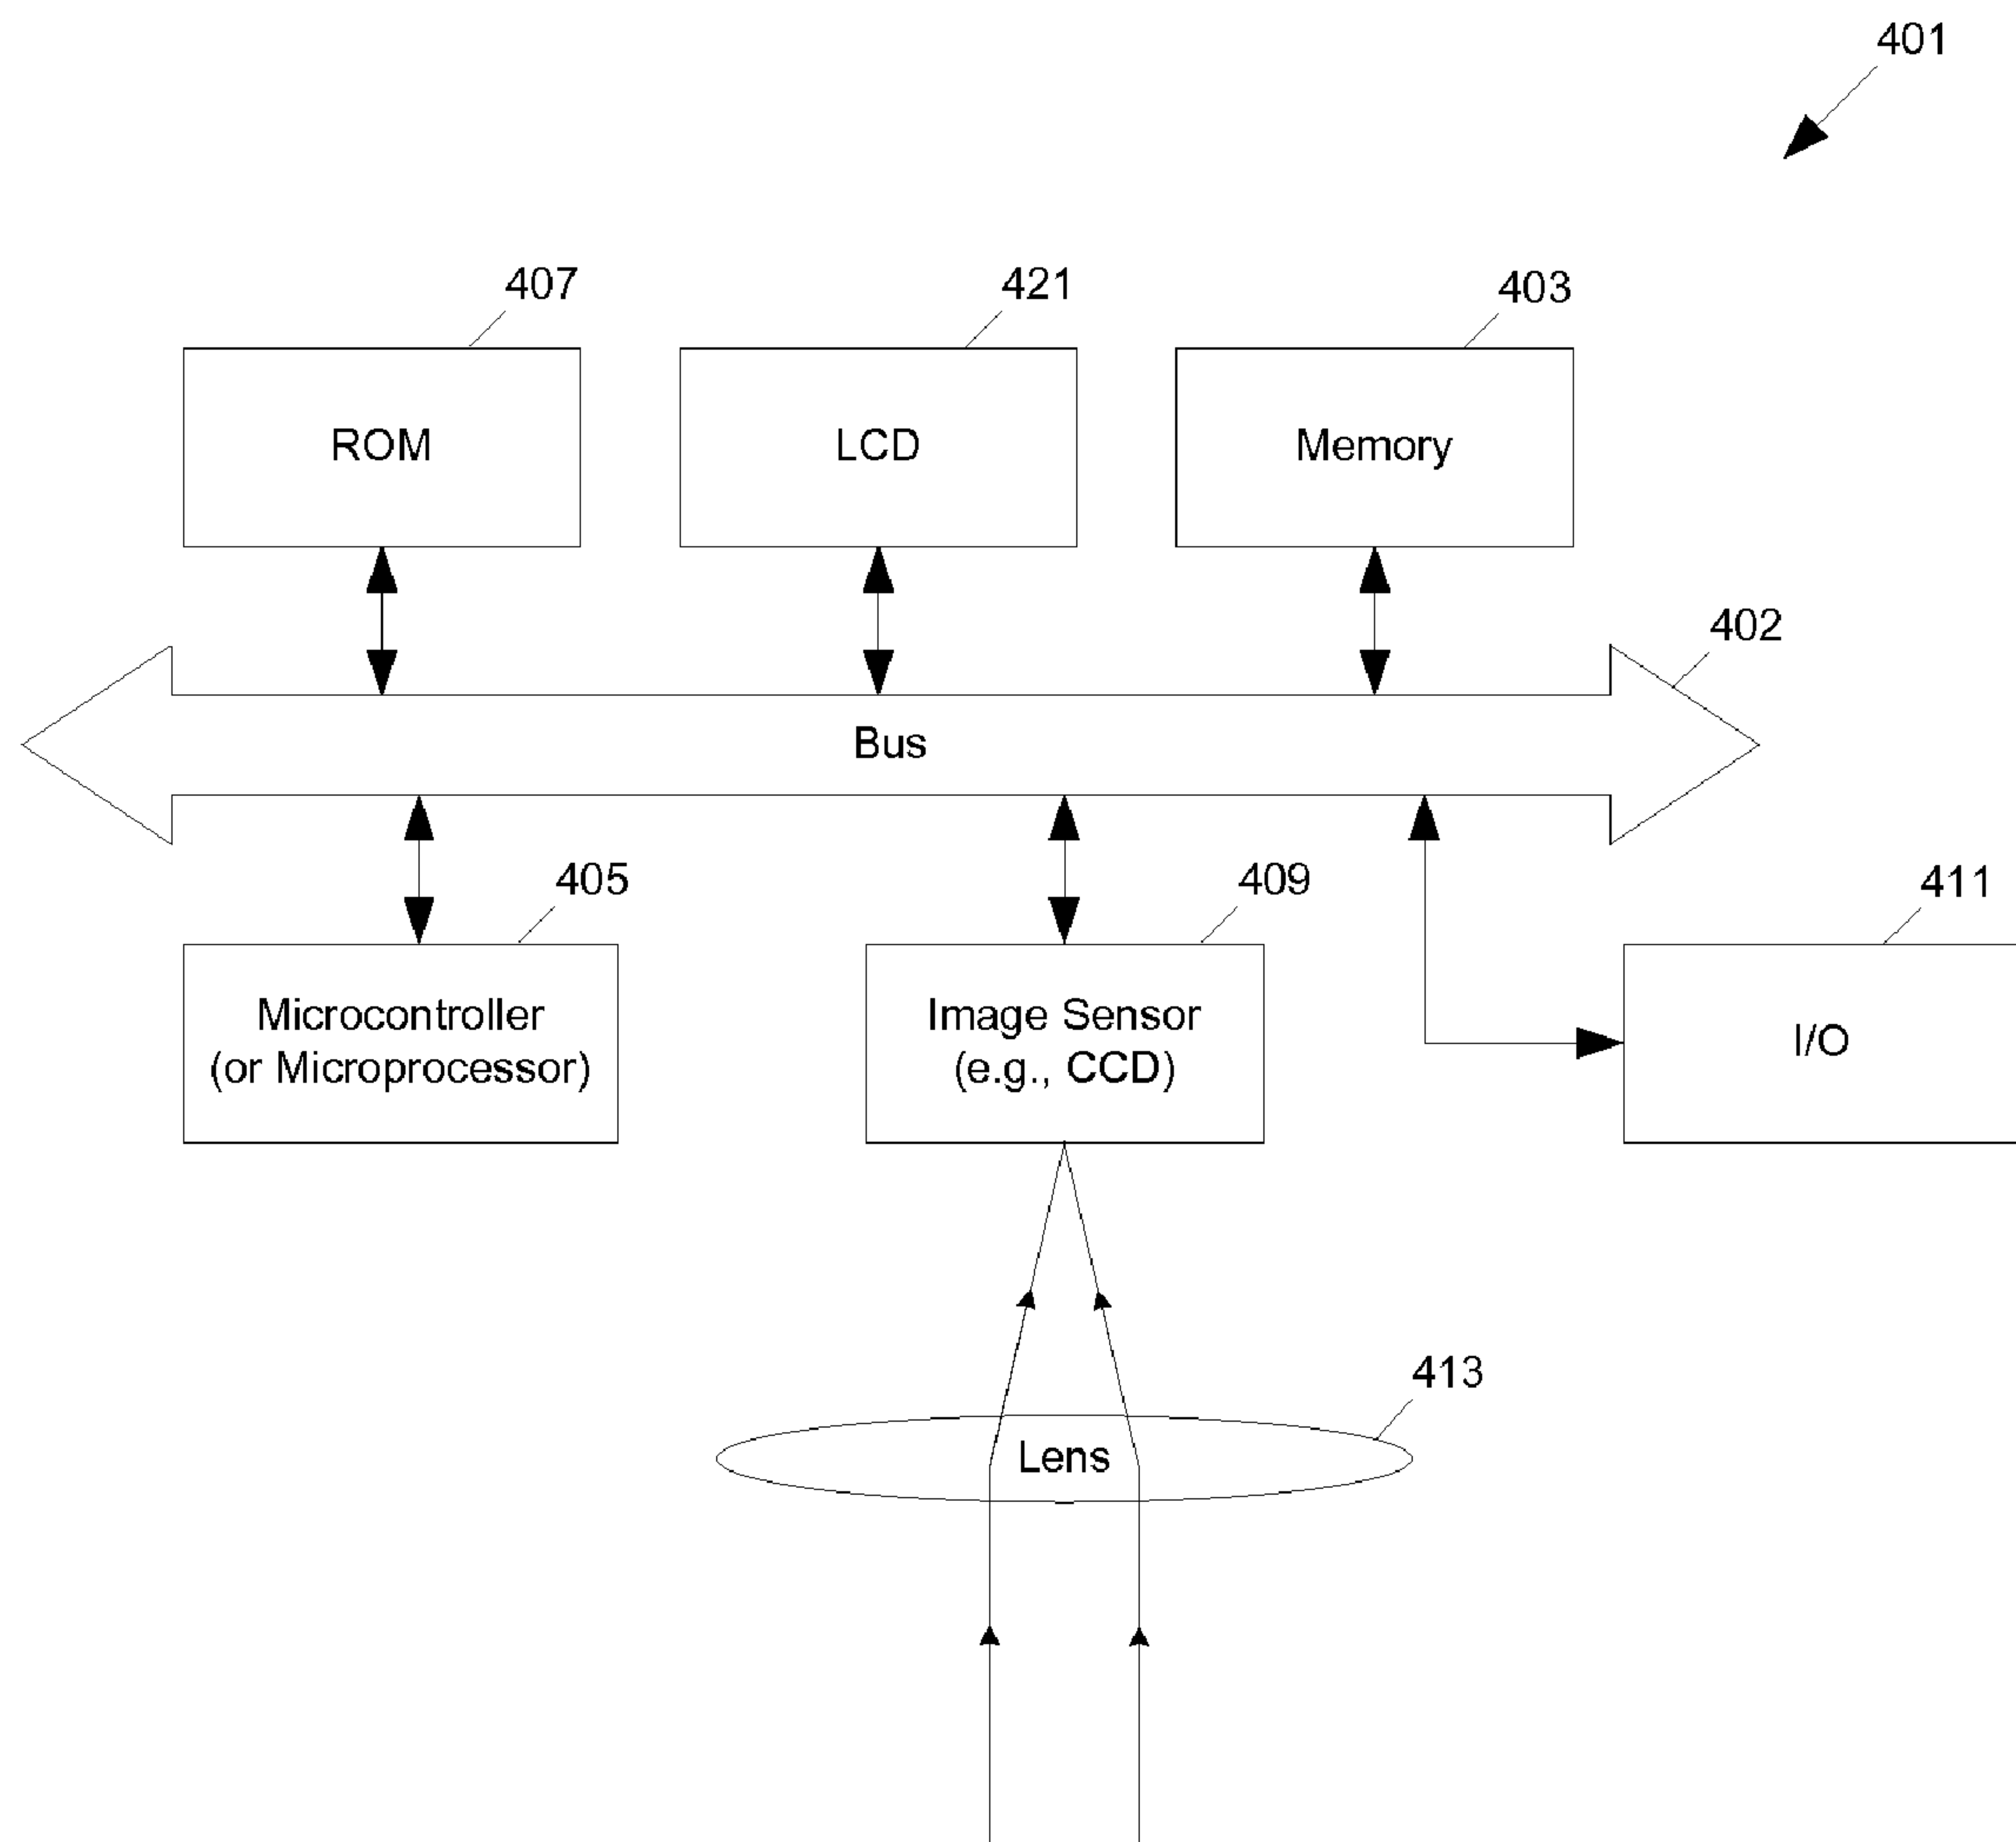 401
407
421
403
ROM
LCD
Memory
402
Bus
405
409
411
Microcontroller
(or Microprocessor)
Image Sensor
(e.g., CCD)
I/O
413
Lens